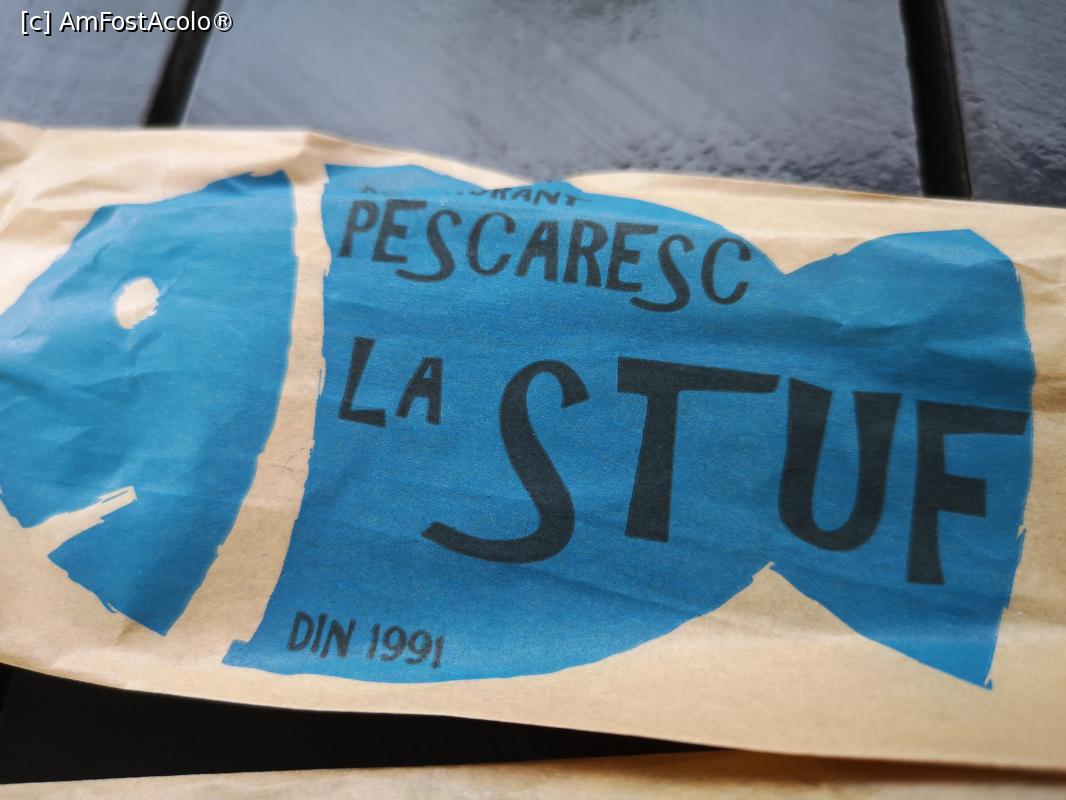 [c] AmFostAcolo®
PESCARESC
LA STUF
DIN 1991